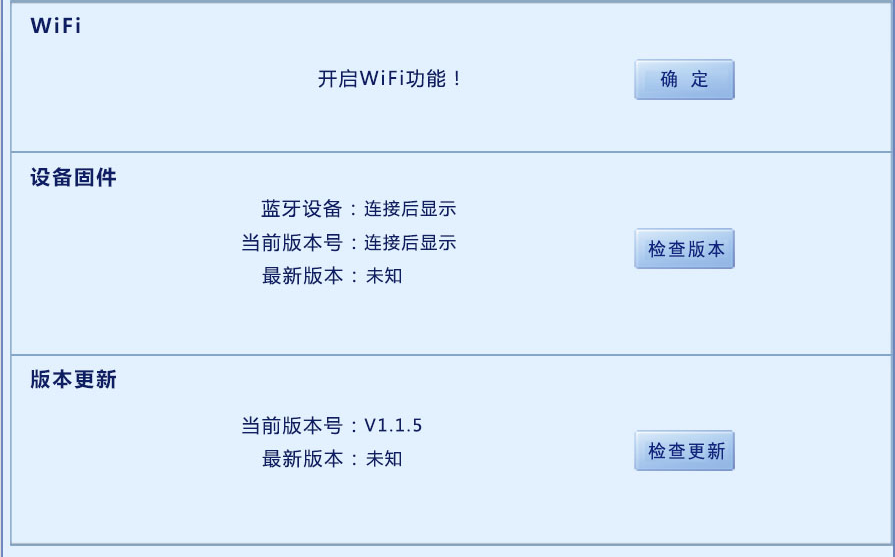 WiFi
开启WiFi功能！
确 定
设备固件
蓝牙设备：连接后显示
当前版本号：连接后显示
最新版本：未知
检查版本
版本更新
当前版本号：V1.1.5
最新版本：未知
检查更新